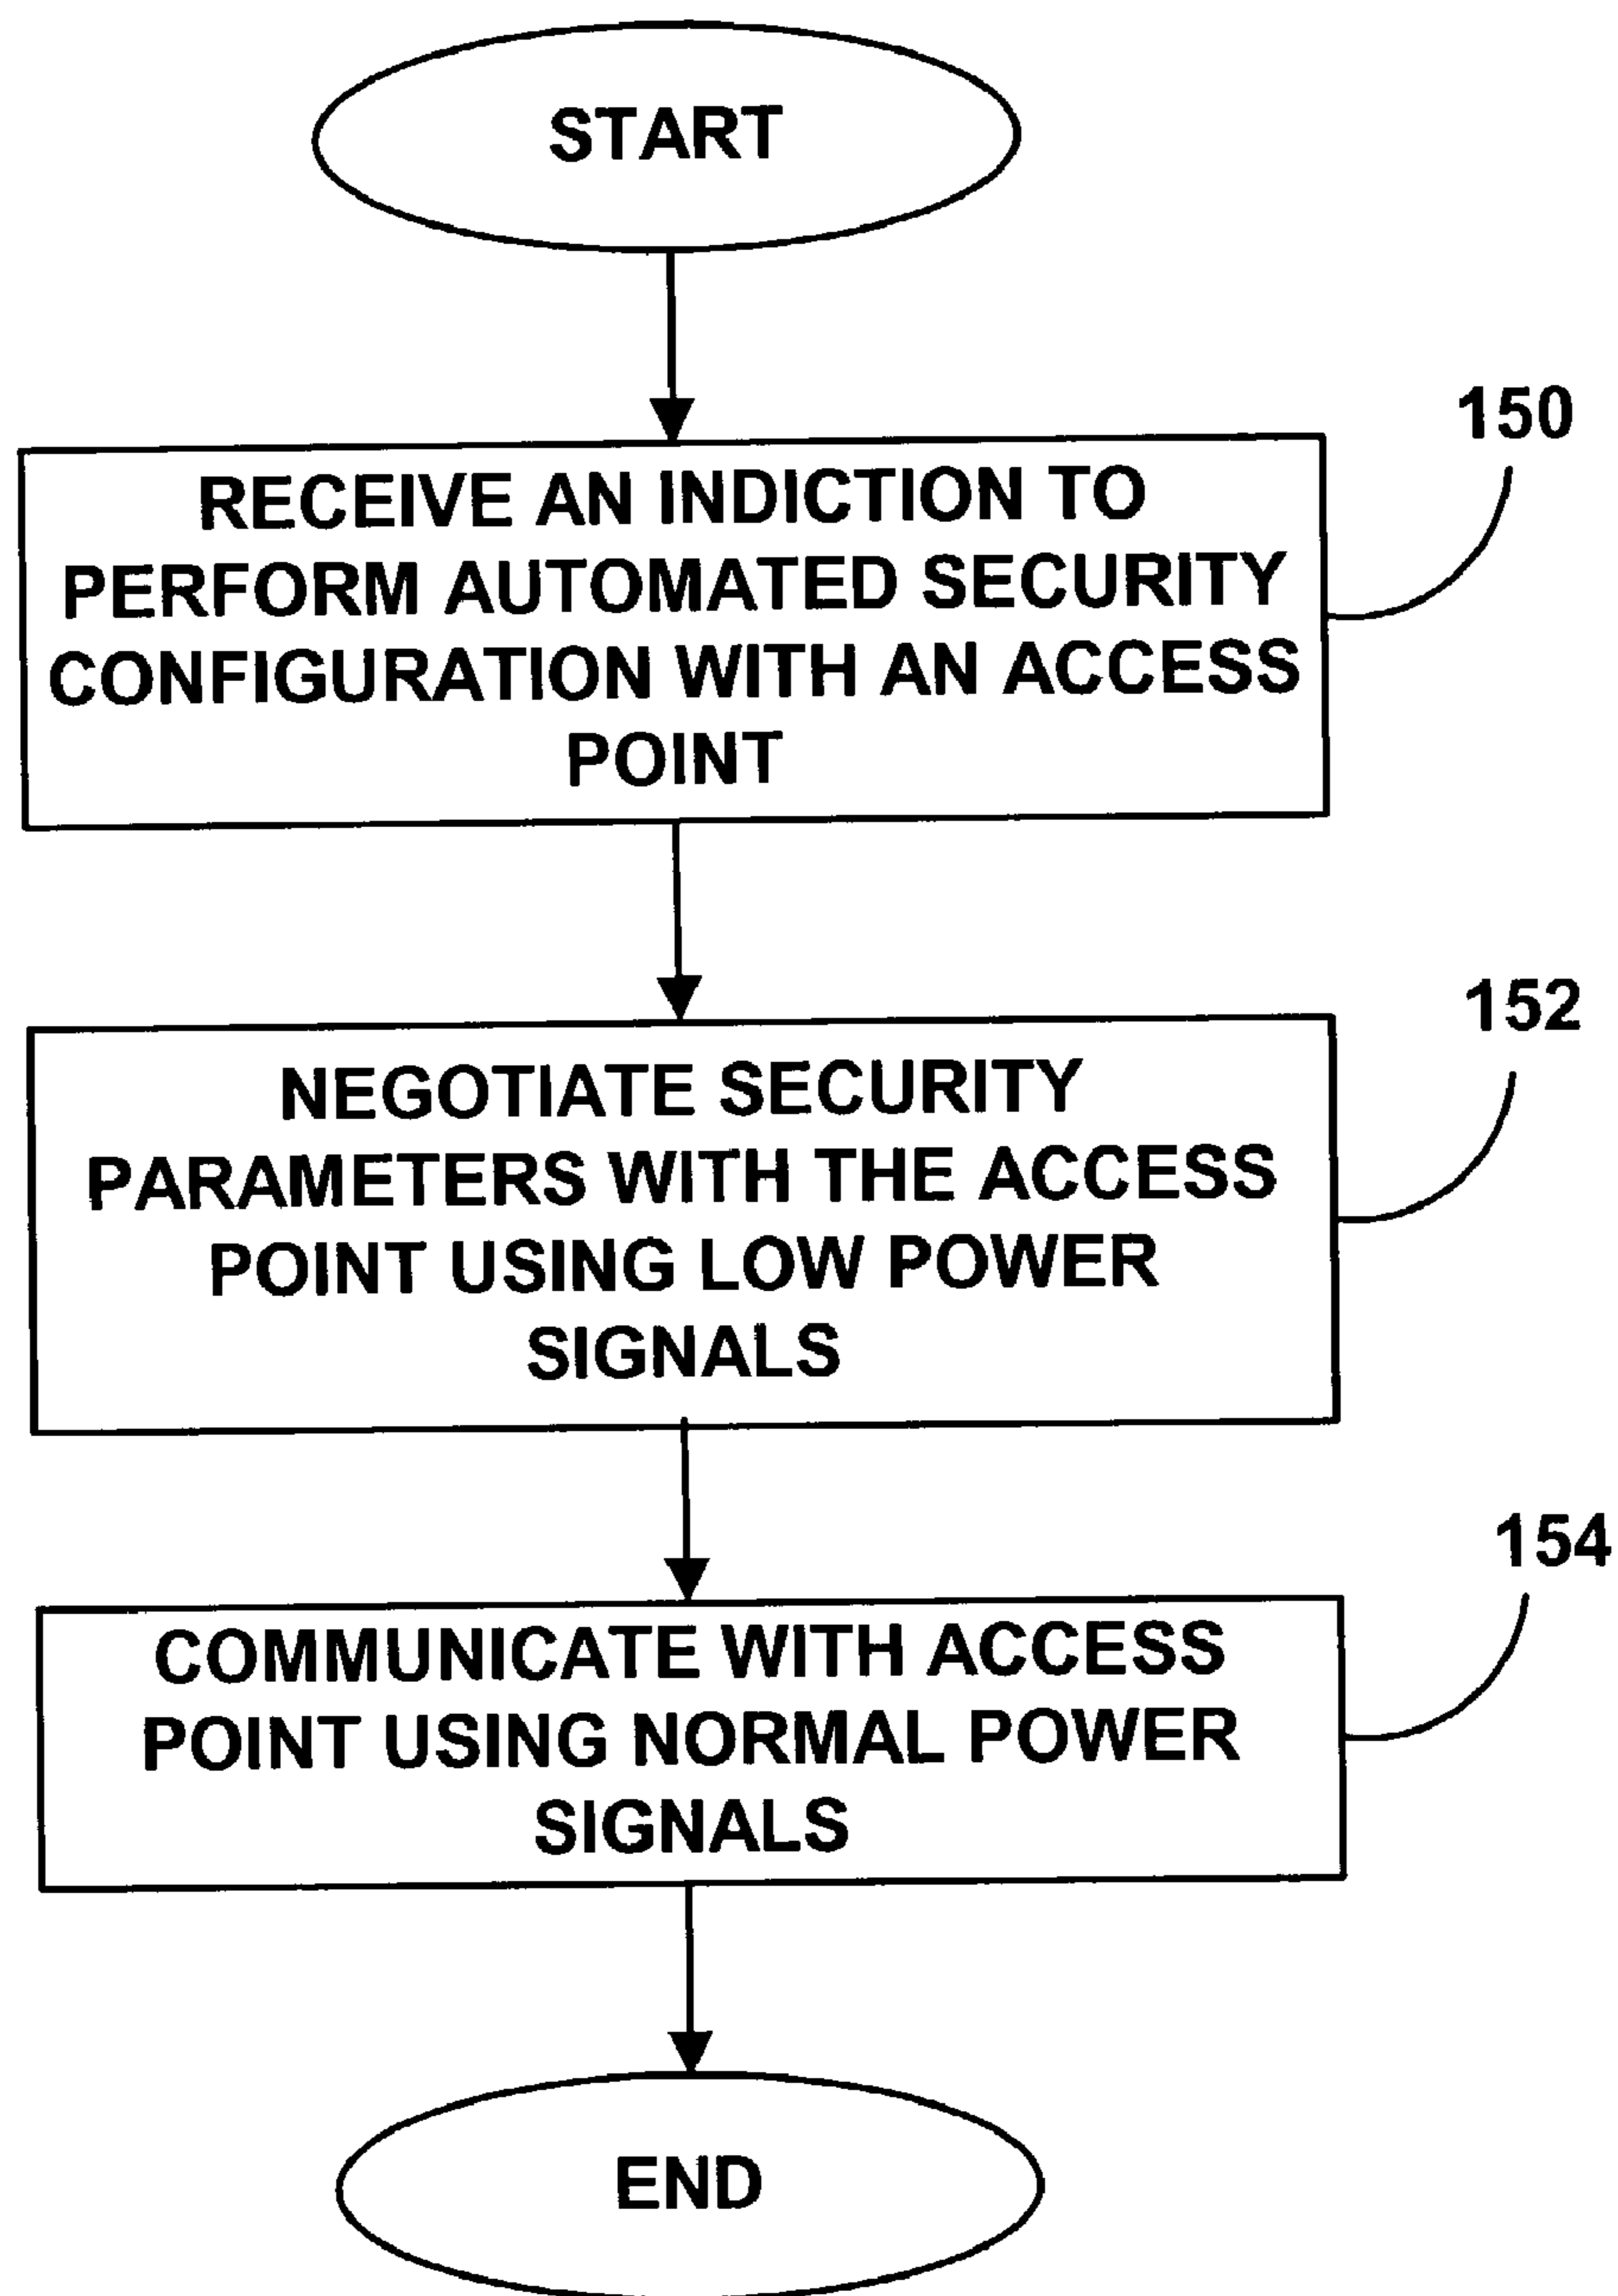 START
150
RECEIVE AN INDICTION TO
PERFORM AUTOMATED SECURITY
CONFIGURATION WITH AN ACCESS
POINT
152
NEGOTIATE SECURITY
PARAMETERS WITH THE ACCESS
POINT USING LOW POWER
SIGNALS
154
COMMUNICATE WITH ACCESS
POINT USING NORMAL POWER
SIGNALS
END